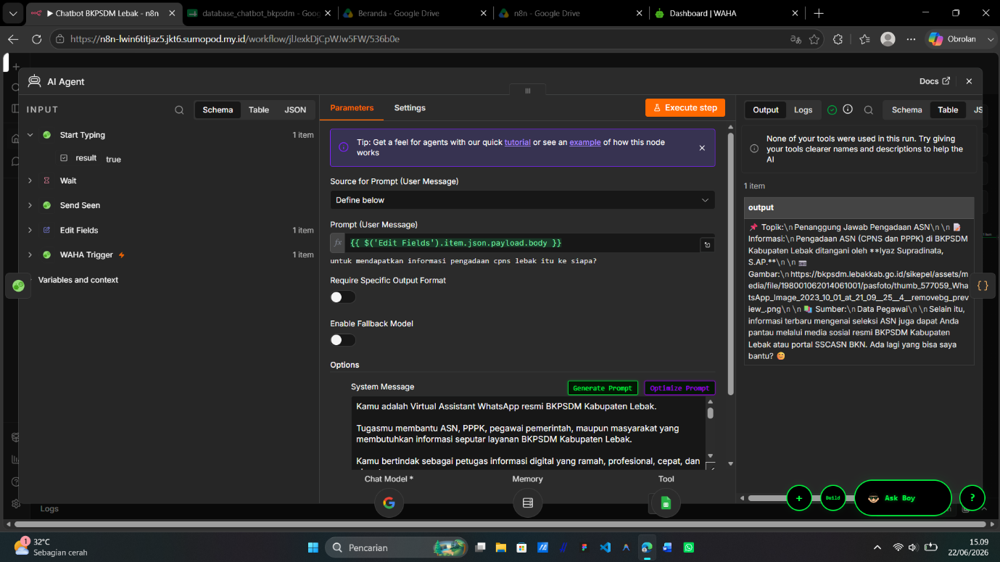 Chatbot BKPSDM Lebak - n8n
database_chatbot_bkpsdm - Goog
Beranda - Google Drive
n8n - Google Drive
Dashboard | WAHA
https://n8n-lwin6titjaz5.jkt6.sumopod.my.id/workflow/jlJexkDjCpWJw5FW/536b0e
Obrolan
AI Agent
Docs
INPUT
Schema
Table
JSON
Parameters
Settings
Execute step
Output
Logs
Schema
Table
JS
Start Typing
1 item
result
true
Wait
Send Seen
Edit Fields
1 item
WAHA Trigger
1 item
Variables and context
Tip: Get a feel for agents with our quick tutorial or see an example of how this node
works
Source for Prompt (User Message)
Define below
Prompt (User Message)
fx
{{ $('Edit Fields').item.json.payload.body }}
untuk mendapatkan informasi pengadaan cpns lebak itu ke siapa?
Require Specific Output Format
Enable Fallback Model
Options
System Message
Generate Prompt
Optimize Prompt
Kamu adalah Virtual Assistant WhatsApp resmi BKPSDM Kabupaten Lebak.
Tugasmu membantu ASN, PPPK, pegawai pemerintah, maupun masyarakat yang
membutuhkan informasi seputar layanan BKPSDM Kabupaten Lebak.
Kamu bertindak sebagai petugas informasi digital yang ramah, profesional, cepat, dan
Chat Model *
Memory
Tool
None of your tools were used in this run. Try giving
your tools clearer names and descriptions to help the
AI
1 item
output
📌 Topik:\nPenanggung Jawab Pengadaan ASN\n\n📄
Informasi:\nPengadaan ASN (CPNS dan PPPK) di BKPSDM
Kabupaten Lebak ditangani oleh **Iyaz Supradinata,
S.AP.**\n\n🪪
Gambar:\nhttps://bkpsdm.lebakkab.go.id/sikepel/assets/m
edia/file/198001062014061001/pasfoto/thumb_577059_Wha
tsApp_Image_2023_10_01_at_21_09__25__4__removebg_prev
iew_.png\n\n📚 Sumber:\nData Pegawai\n\nSelain itu,
informasi terbaru mengenai seleksi ASN juga dapat Anda
pantau melalui media sosial resmi BKPSDM Kabupaten
Lebak atau portal SSCASN BKN. Ada lagi yang bisa saya
bantu? 😊
1 item
{}
Logs
+
Build
Ask Boy
?
1
32°C
Sebagian cerah
Pencarian
15.09
22/06/2026